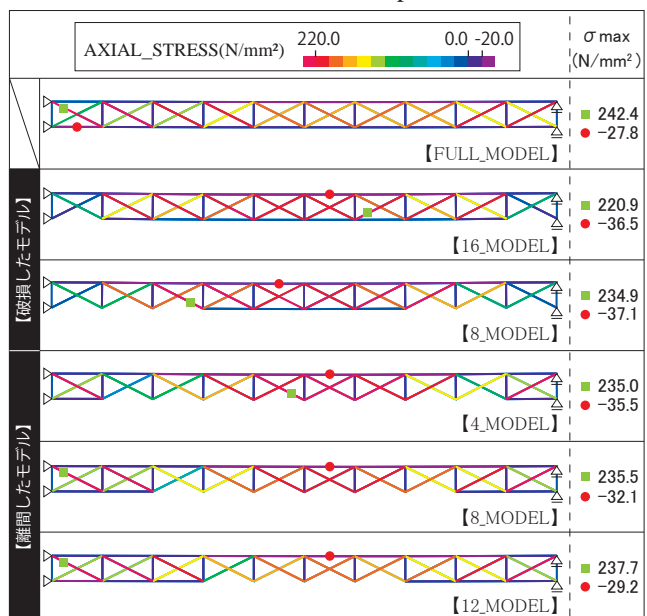 AXIAL_STRESS(N/mm²)
220.0
0.0 -20.0
σ max
(N/mm²)
242.4
-27.8
【FULL_MODEL】
【破損したモデル】
220.9
-36.5
【16_MODEL】
234.9
-37.1
【8_MODEL】
【離間したモデル】
235.0
-35.5
【4_MODEL】
235.5
-32.1
【8_MODEL】
237.7
-29.2
【12_MODEL】